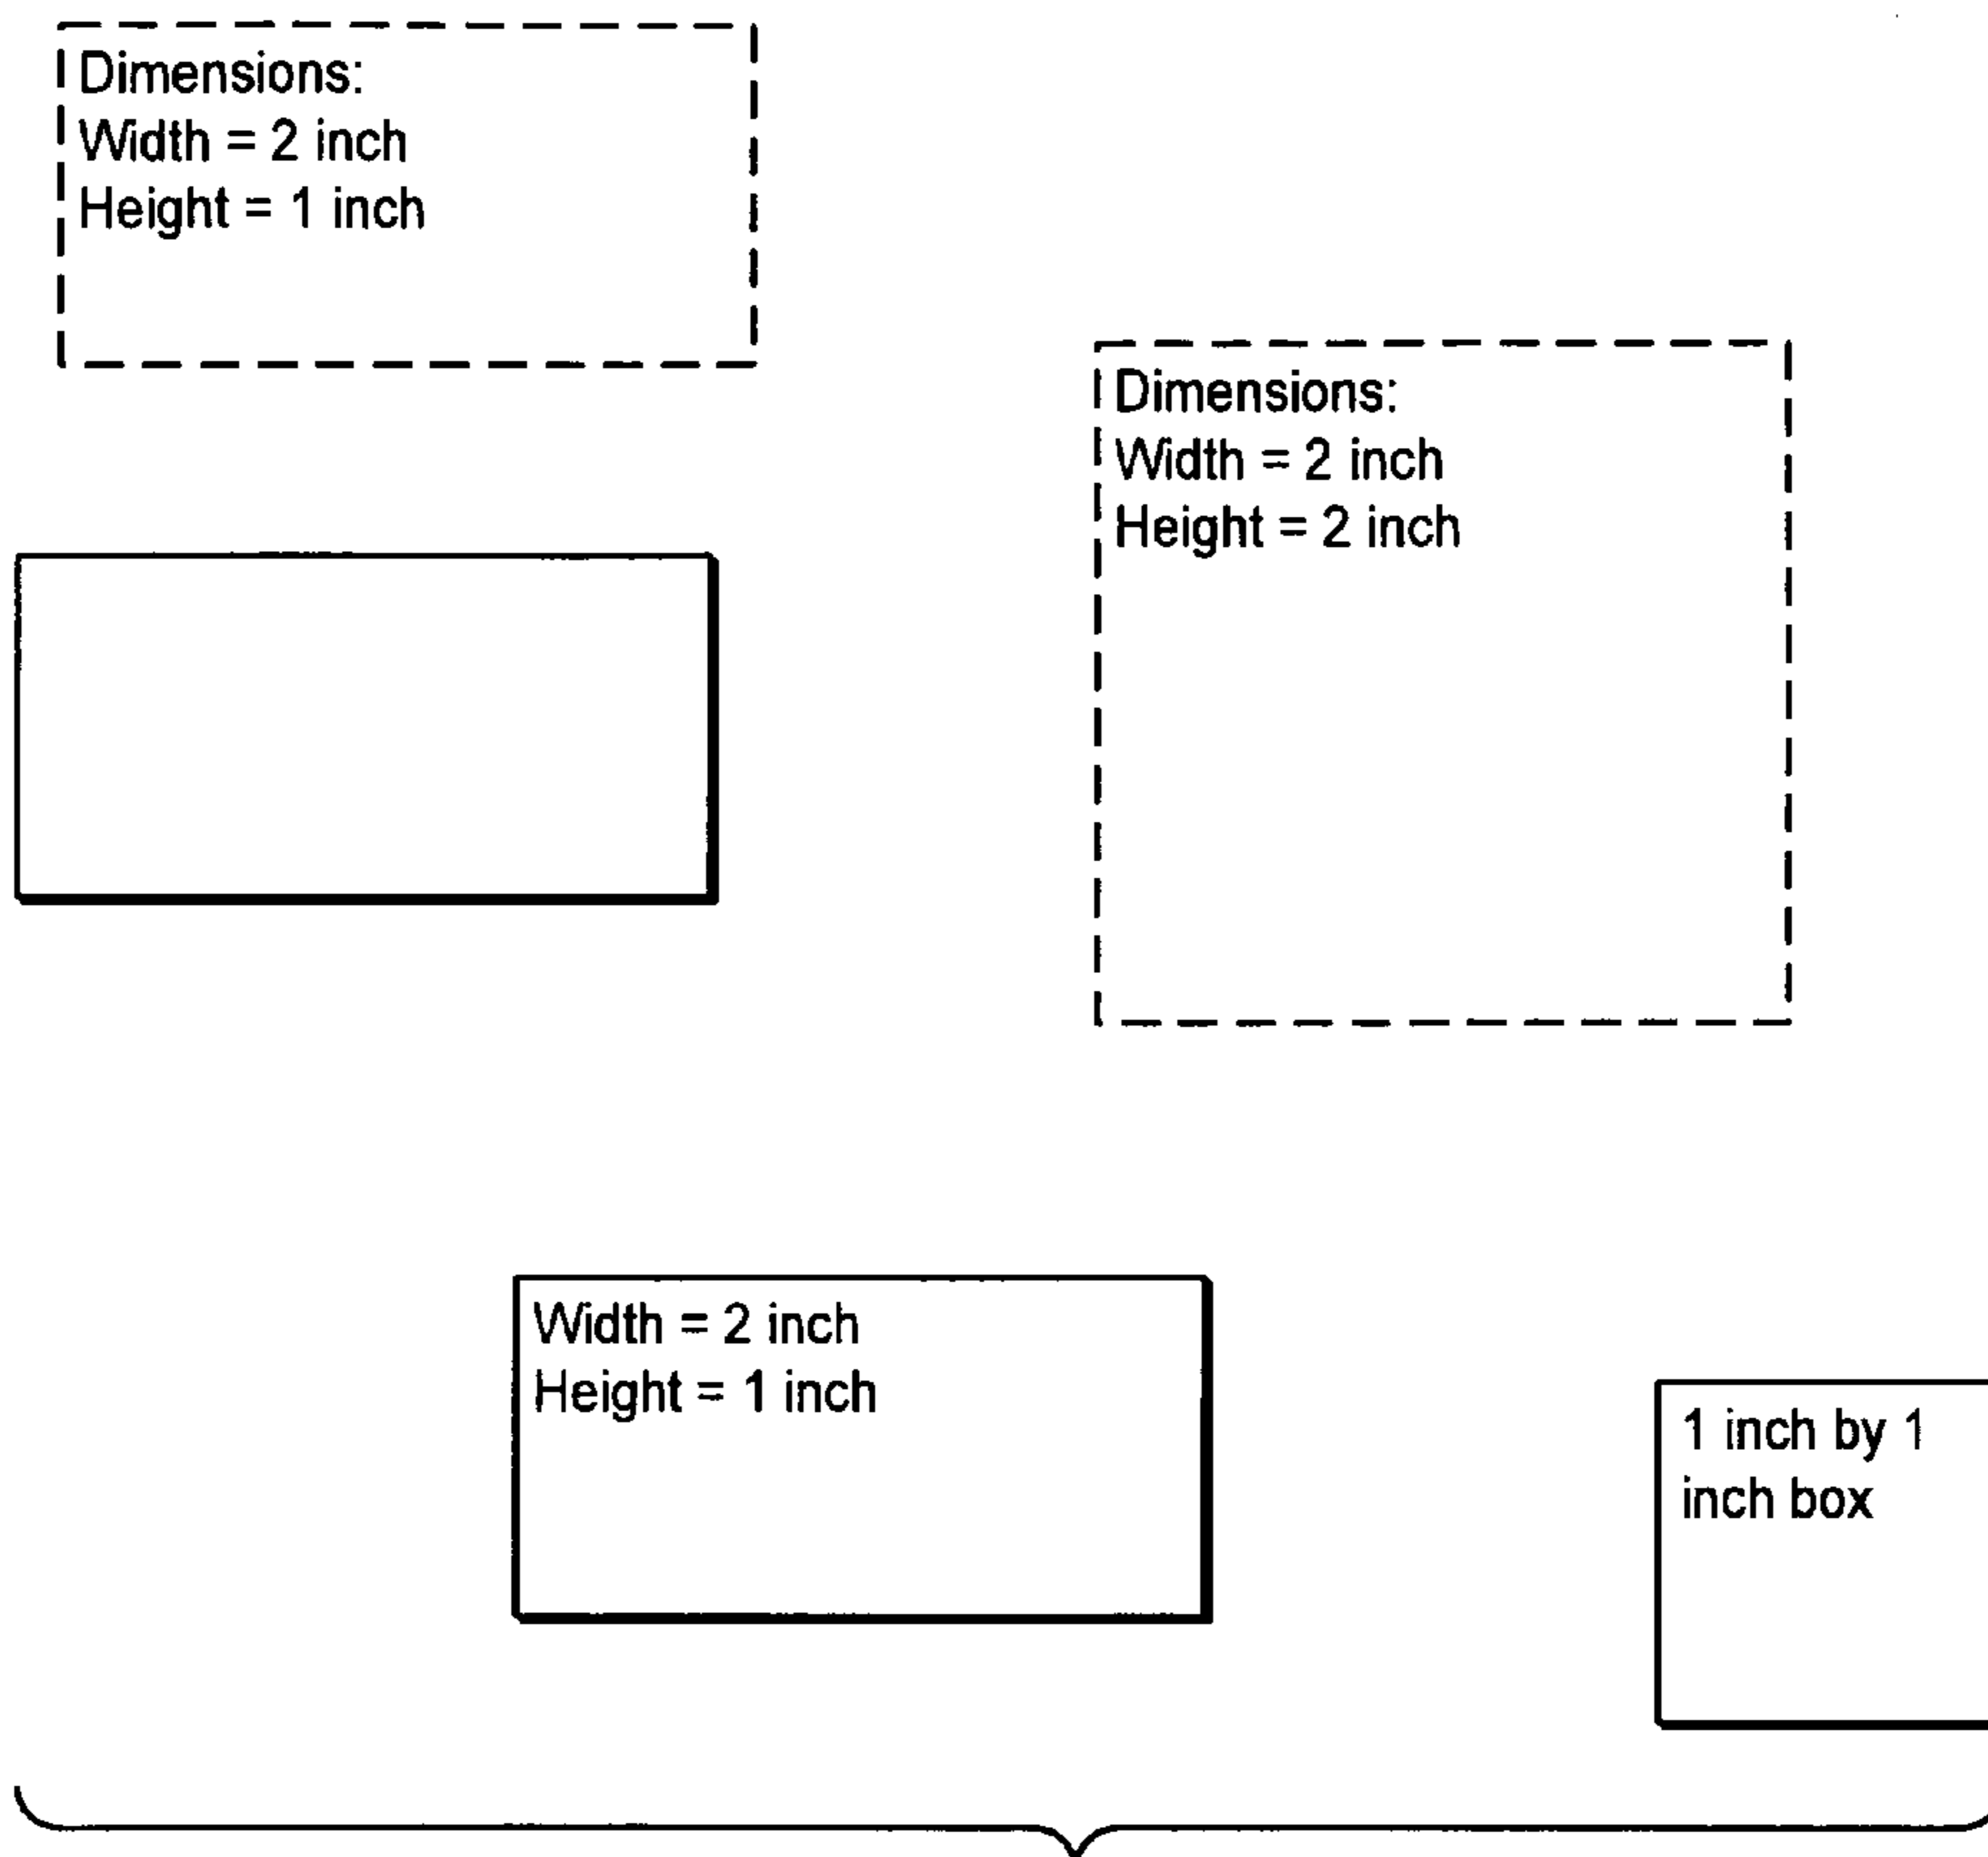 Dimensions:
Width = 2 inch
Height = 1 inch
Dimensions:
Width = 2 inch
Height = 2 inch
Width = 2 inch
Height = 1 inch
1 inch by 1
inch box